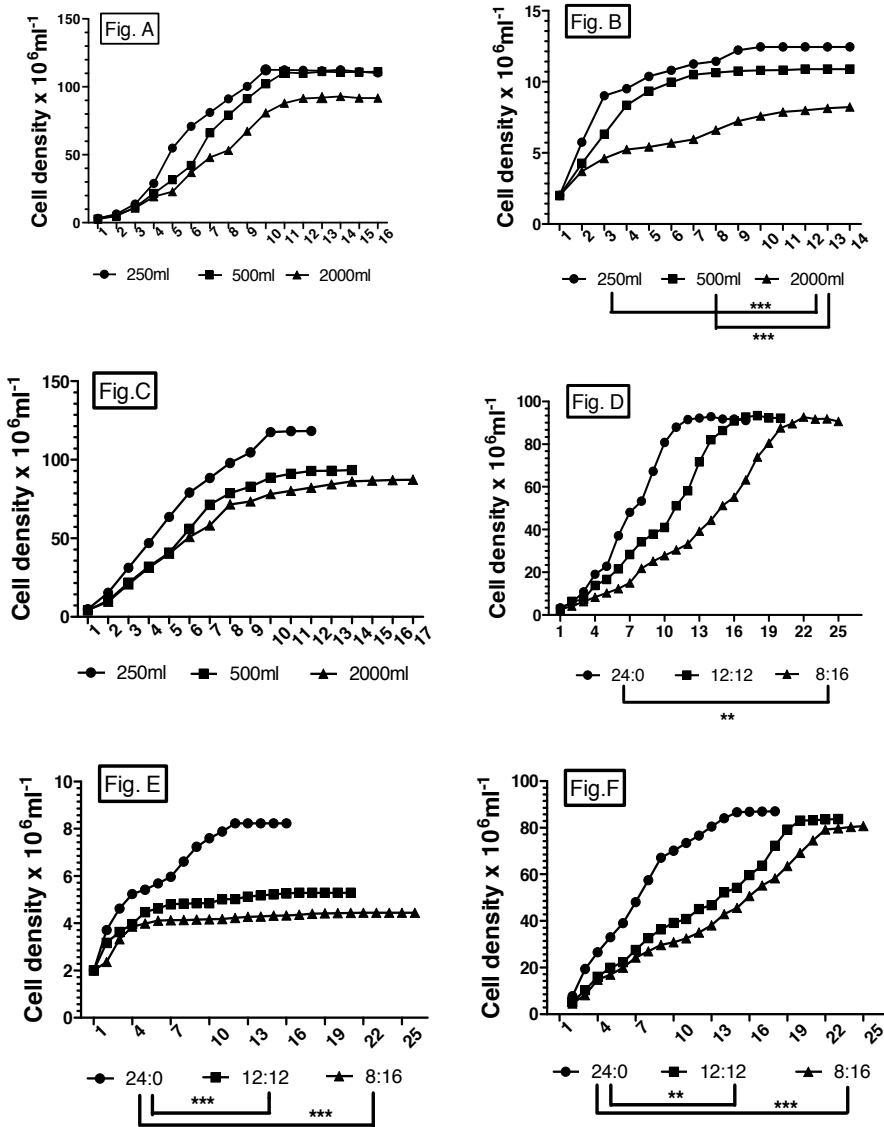 Fig. A
Cell density x 10⁶ml⁻¹
150
100
50
0
1 2 3 4 5 6 7 8 9 10 11 12 13 14 15 16
250ml 500ml 2000ml
Fig. B
Cell density x 10⁶ml⁻¹
15
10
5
0
1 2 3 4 5 6 7 8 9 10 11 12 13 14
250ml 500ml 2000ml
***
***
Fig.C
Cell density x 10⁶ml⁻¹
150
100
50
0
1 2 3 4 5 6 7 8 9 10 11 12 13 14 15 16 17
250ml 500ml 2000ml
Fig. D
Cell density x 10⁶ml⁻¹
100
80
60
40
20
0
1 4 7 10 13 16 19 22 25
24:0 12:12 8:16
**
Fig. E
Cell density x 10⁶ml⁻¹
10
8
6
4
2
0
1 4 7 10 13 16 19 22 25
24:0 12:12 8:16
***
***
Fig.F
Cell density x 10⁶ml⁻¹
100
80
60
40
20
0
1 4 7 10 13 16 19 22 25
24:0 12:12 8:16
**
***